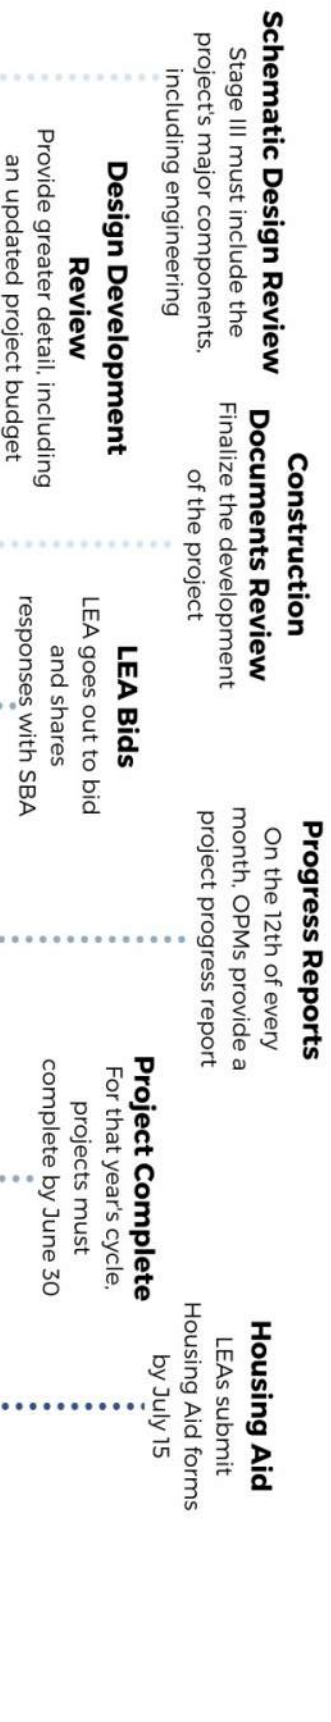 Schematic Design Review
Stage III must include the
project's major components,
including engineering
Design Development
Review
Provide greater detail, including
an updated project budget
Construction
Documents Review
Finalize the development
of the project
LEA Bids
LEA goes out to bid
and shares
responses with SBA
Progress Reports
On the 12th of every
month, OPMs provide a
project progress report
Project Complete
For that year's cycle,
projects must
complete by June 30
Housing Aid
LEAs submit
Housing Aid forms
by July 15